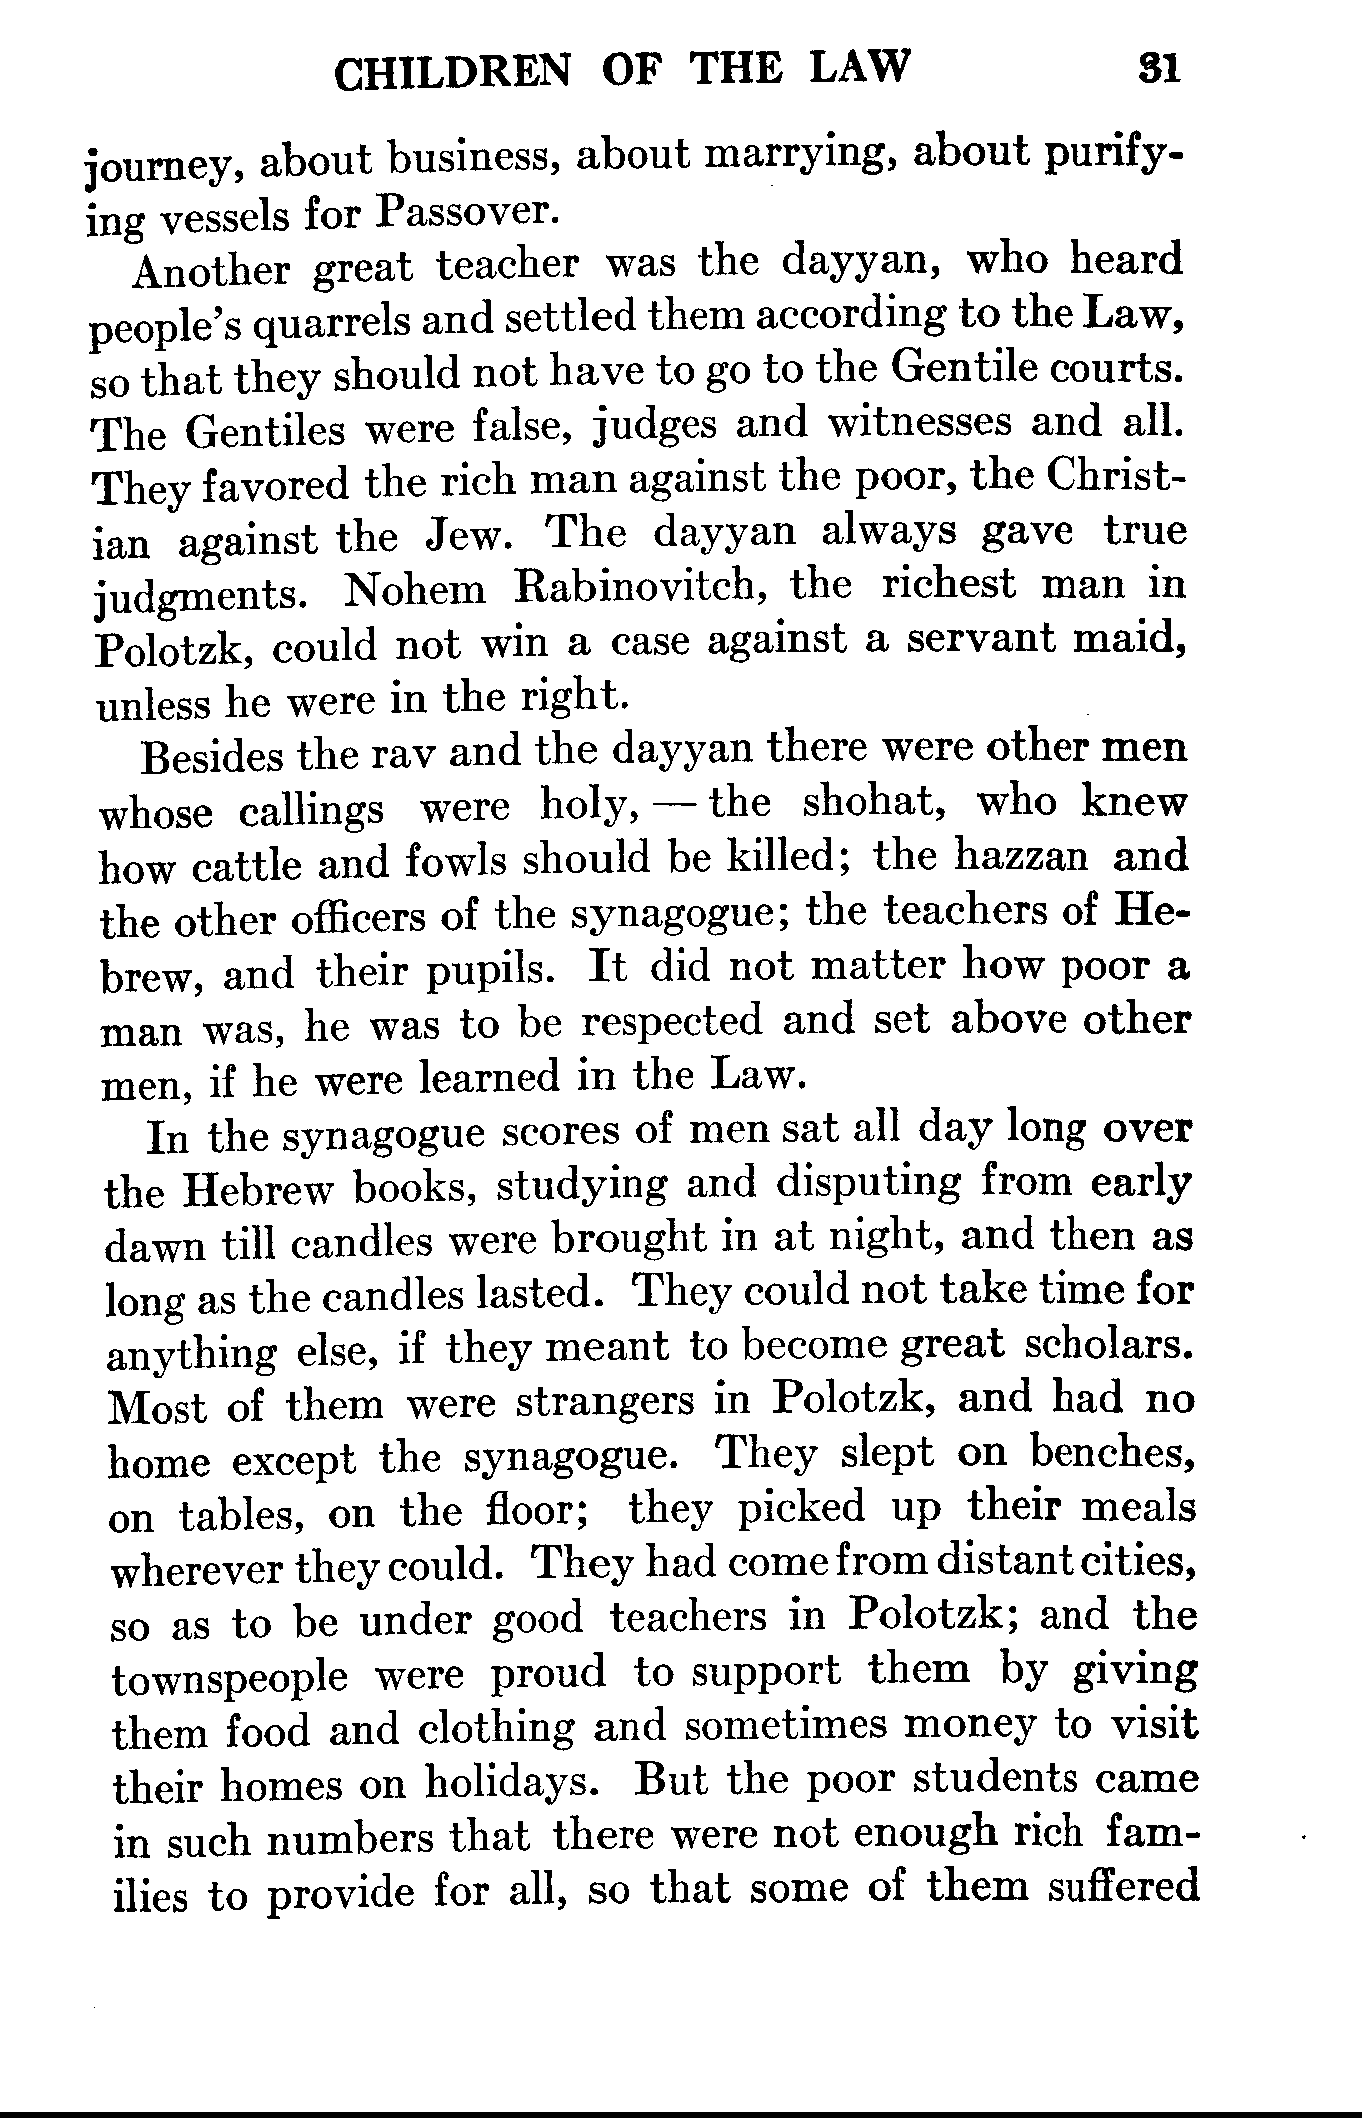 CHILDREN OF THE LAW 31
journey, about business, about marrying, about purify-
ing vessels for Passover.
Another great teacher was the dayyan, who heard
people's quarrels and settled them according to the Law,
so that they should not have to go to the Gentile courts.
The Gentiles were false, judges and witnesses and all.
They favored the rich man against the poor, the Christ-
ian against the Jew. The dayyan always gave true
judgments. Nohem Rabinovitch, the richest man in
Polotzk, could not win a case against a servant maid,
unless he were in the right.
Besides the rav and the dayyan there were other men
whose callings were holy, — the shohat, who knew
how cattle and fowls should be killed; the hazzan and
the other officers of the synagogue; the teachers of He-
brew, and their pupils. It did not matter how poor a
man was, he was to be respected and set above other
men, if he were learned in the Law.
In the synagogue scores of men sat all day long over
the Hebrew books, studying and disputing from early
dawn till candles were brought in at night, and then as
long as the candles lasted. They could not take time for
anything else, if they meant to become great scholars.
Most of them were strangers in Polotzk, and had no
home except the synagogue. They slept on benches,
on tables, on the floor; they picked up their meals
wherever they could. They had come from distant cities,
so as to be under good teachers in Polotzk; and the
townspeople were proud to support them by giving
them food and clothing and sometimes money to visit
their homes on holidays. But the poor students came
in such numbers that there were not enough rich fam-
ilies to provide for all, so that some of them suffered